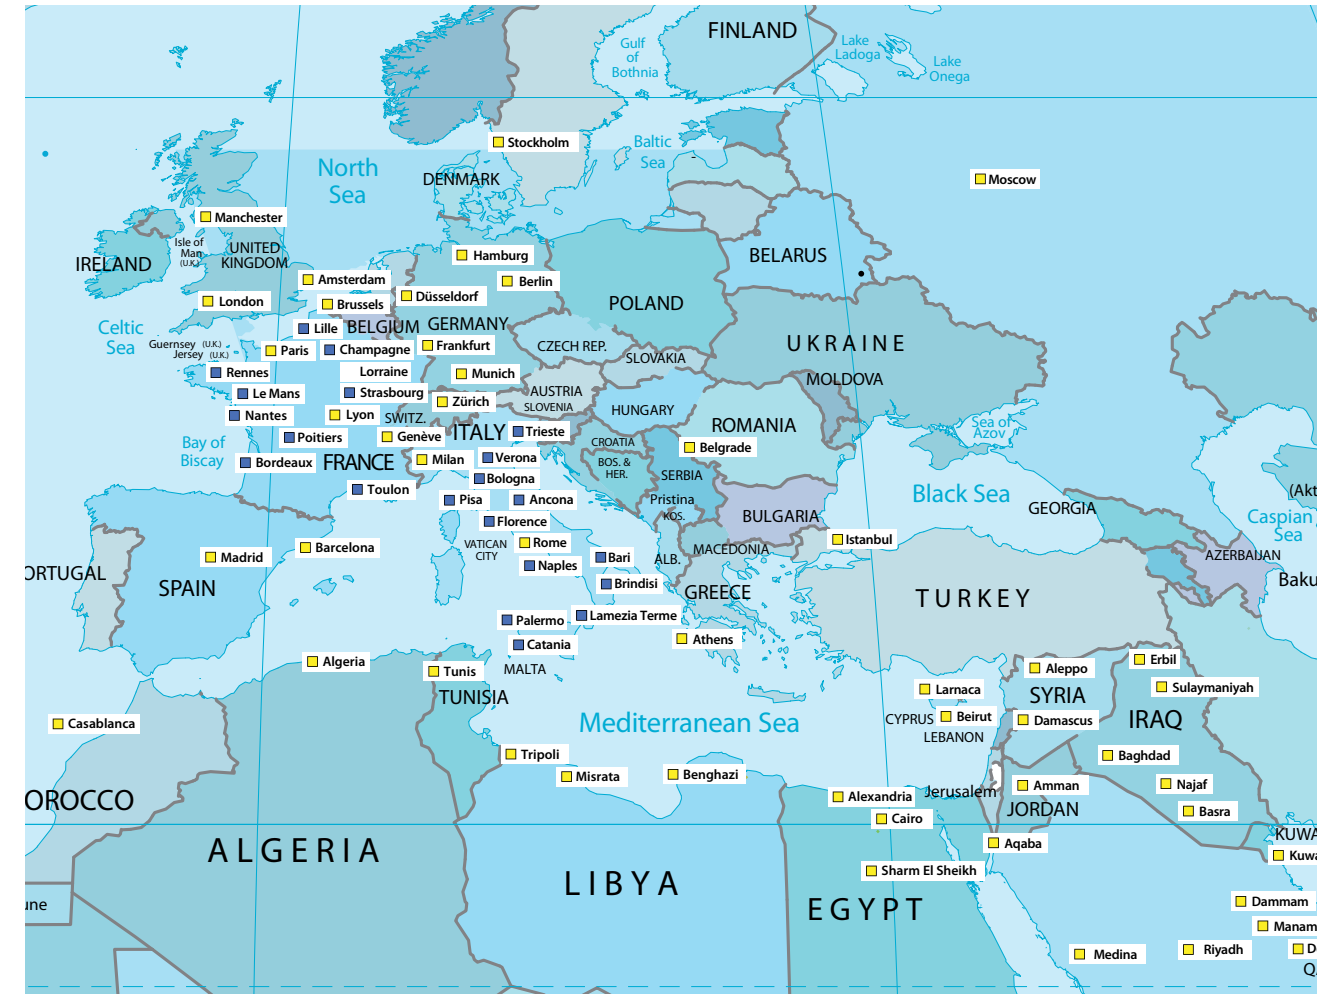 FINLAND
Gulf
of
Bothnia
Lake
Ladoga
Lake
Onega
Stockholm
Baltic
Sea
North
Sea
DENMARK
Moscow
Manchester
Isle of
Man
(U.K.)
UNITED
KINGDOM
IRELAND
Hamburg
BELARUS
Amsterdam
Berlin
London
Brussels
Düsseldorf
POLAND
Celtic
Sea
Lille
BELGIUM
GERMANY
Guernsey (U.K.)
Jersey (U.K.)
Paris
Champagne
Lorraine
Frankfurt
CZECH REP.
SLOVAKIA
UKRAINE
Rennes
Munich
MOLDOVA
Le Mans
Strasbourg
Zürich
AUSTRIA
SLOVENIA
HUNGARY
Nantes
Lyon
SWITZ.
ROMANIA
Sea of
Azov
Poitiers
Genève
ITALY
Trieste
CROATIA
Belgrade
Bay of
Biscay
Bordeaux
FRANCE
Milan
Verona
BOS. &
HER.
SERBIA
Bologna
Toulon
Pisa
Ancona
Pristina
KOS.
Black Sea
(Akt
GEORGIA
Caspian
Sea
BULGARIA
Florence
Istanbul
VATICAN
CITY
Rome
MACEDONIA
Madrid
Barcelona
Bari
ALB.
AZERBAIJAN
Baku
ORTUGAL
Naples
SPAIN
Brindisi
GREECE
TURKEY
Palermo
Lamezia Terme
Catania
Athens
Algeria
Tunis
MALTA
TUNISIA
Aleppo
Erbil
Larnaca
SYRIA
Sulaymaniyah
Casablanca
Mediterranean Sea
CYPRUS
Beirut
Damascus
IRAQ
LEBANON
Tripoli
Baghdad
Misrata
Benghazi
OROCCO
Alexandria
Jerusalem
Amman
Najaf
JORDAN
Cairo
Basra
ALGERIA
Aqaba
KUWA
Kuwa
LIBYA
Sharm El Sheikh
EGYPT
une
Dammam
Manam
Medina
Riyadh
D
Q